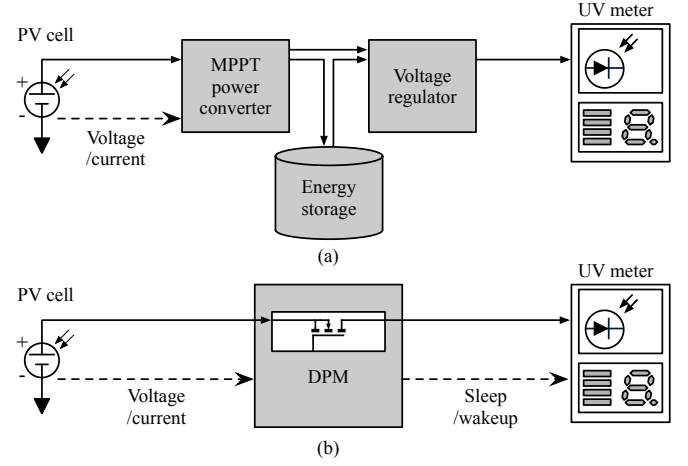 UV meter
PV cell
+
-
MPPT
power
converter
Voltage
regulator
Voltage
/current
Energy
storage
(a)
UV meter
PV cell
+
-
DPM
Voltage
/current
Sleep
/wakeup
(b)